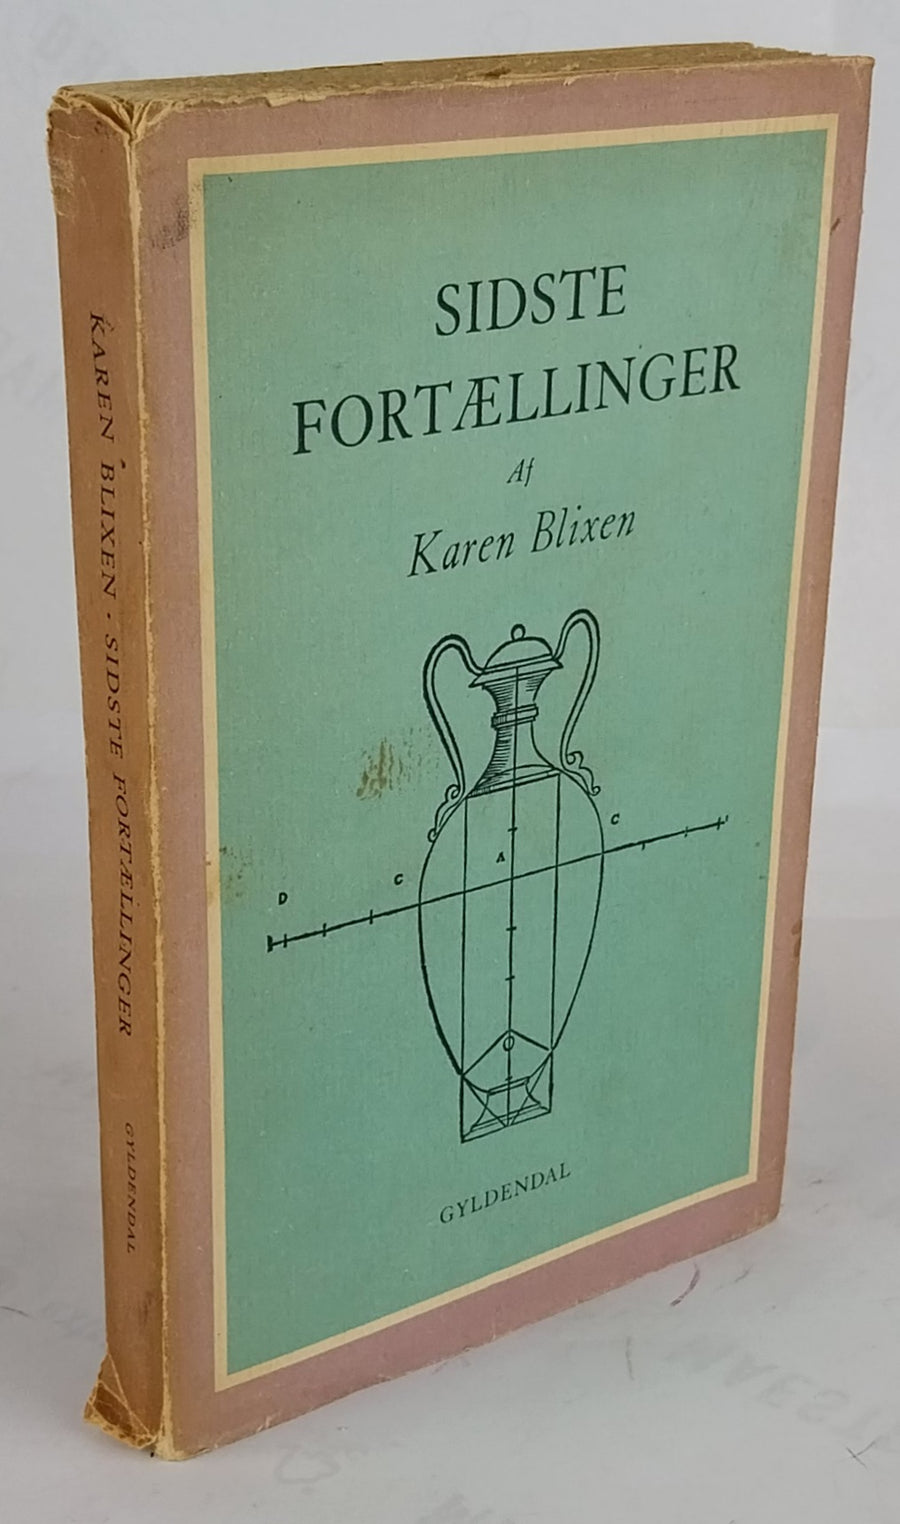 KAREN BLIXEN · SIDSTE FORTÆLLINGER
GYLDENDAL
SIDSTE
FORTÆLLINGER
Af
Karen Blixen
C
A
C
D
GYLDENDAL